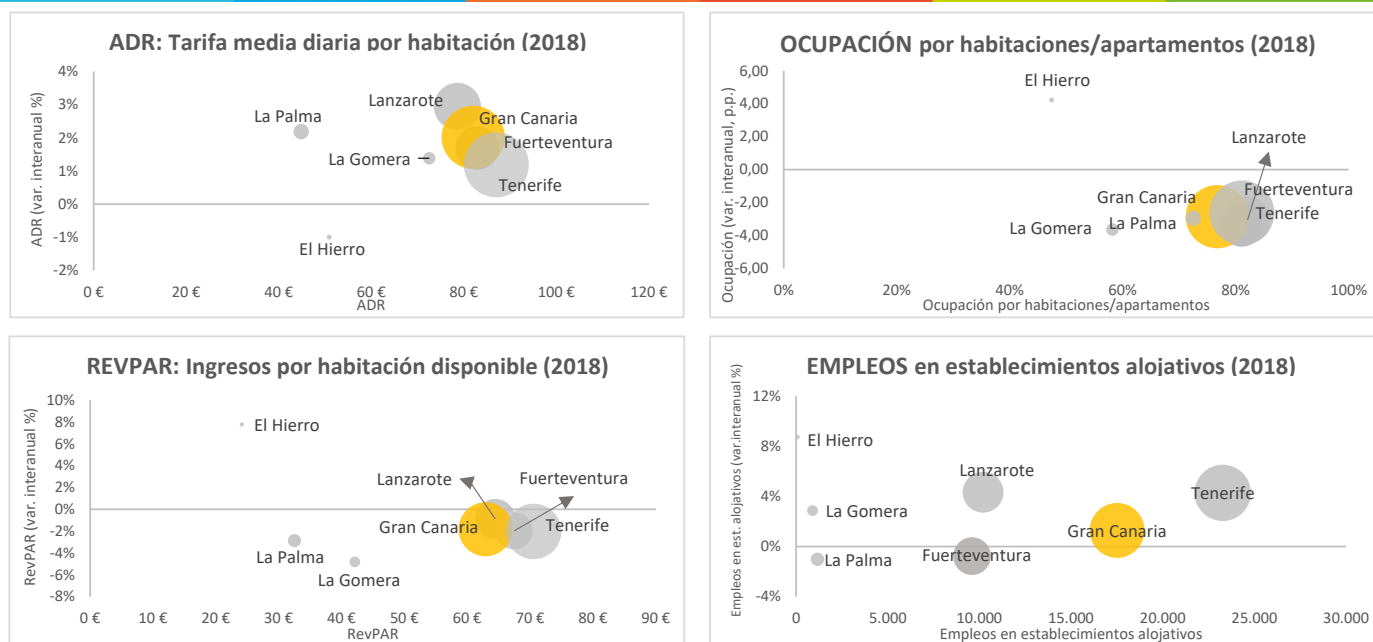 ADR: Tarifa media diaria por habitación (2018)
ADR (var. interanual %)
4%
3%
2%
1%
0%
-1%
-2%
Lanzarote
La Palma
Gran Canaria
Fuerteventura
La Gomera
Tenerife
El Hierro
0 €
20 €
40 €
60 €
80 €
100 €
120 €
ADR
OCUPACIÓN por habitaciones/apartamentos (2018)
Ocupación (var. interanual, p.p.)
6,00
4,00
2,00
0,00
-2,00
-4,00
-6,00
El Hierro
Lanzarote
Fuerteventura
Gran Canaria
Tenerife
La Palma
La Gomera
0%
20%
40%
60%
80%
100%
Ocupación por habitaciones/apartamentos
REVPAR: Ingresos por habitación disponible (2018)
RevPAR (var. interanual %)
10%
8%
6%
4%
2%
0%
-2%
-4%
-6%
-8%
El Hierro
Lanzarote
Fuerteventura
Gran Canaria
Tenerife
La Palma
La Gomera
0 €
10 €
20 €
30 €
40 €
50 €
60 €
70 €
80 €
90 €
RevPAR
EMPLEOS en establecimientos alojativos (2018)
Empleos en est. alojativos (var.interanual %)
12%
8%
4%
0%
-4%
El Hierro
Lanzarote
Tenerife
La Gomera
Gran Canaria
Fuerteventura
La Palma
0
5.000
10.000
15.000
20.000
25.000
30.000
Empleos en establecimientos alojativos